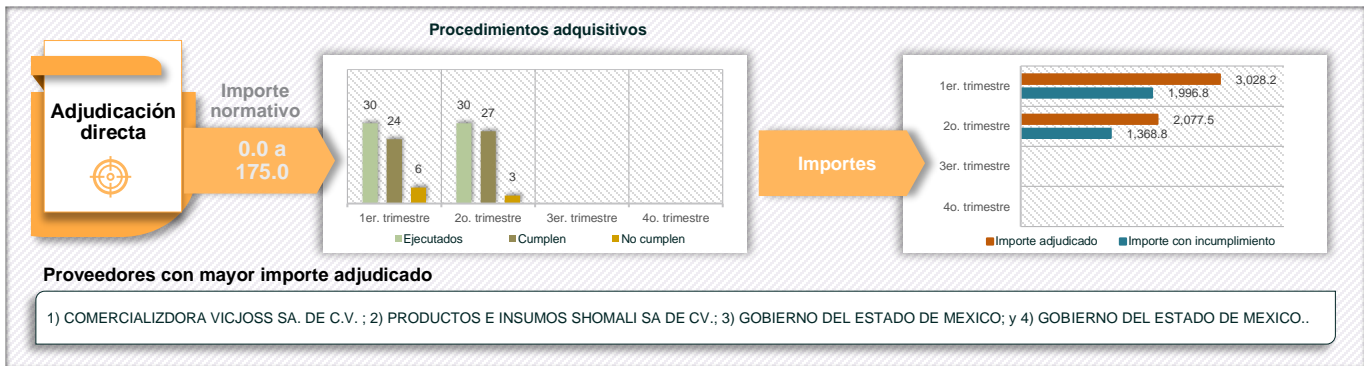 Procedimientos adquisitivos
Adjudicación
directa
Importe
normativo
0.0 a
175.0
30
24
6
30
27
3
1er. trimestre
2o. trimestre
3er. trimestre
4o. trimestre
Ejecutados
Cumplen
No cumplen
Importes
1er. trimestre
3,028.2
1,996.8
2o. trimestre
2,077.5
1,368.8
3er. trimestre
4o. trimestre
Importe adjudicado
Importe con incumplimiento
Proveedores con mayor importe adjudicado
1) COMERCIALIZDORA VICJOSS SA. DE C.V. ; 2) PRODUCTOS E INSUMOS SHOMALI SA DE CV.; 3) GOBIERNO DEL ESTADO DE MEXICO; y 4) GOBIERNO DEL ESTADO DE MEXICO..